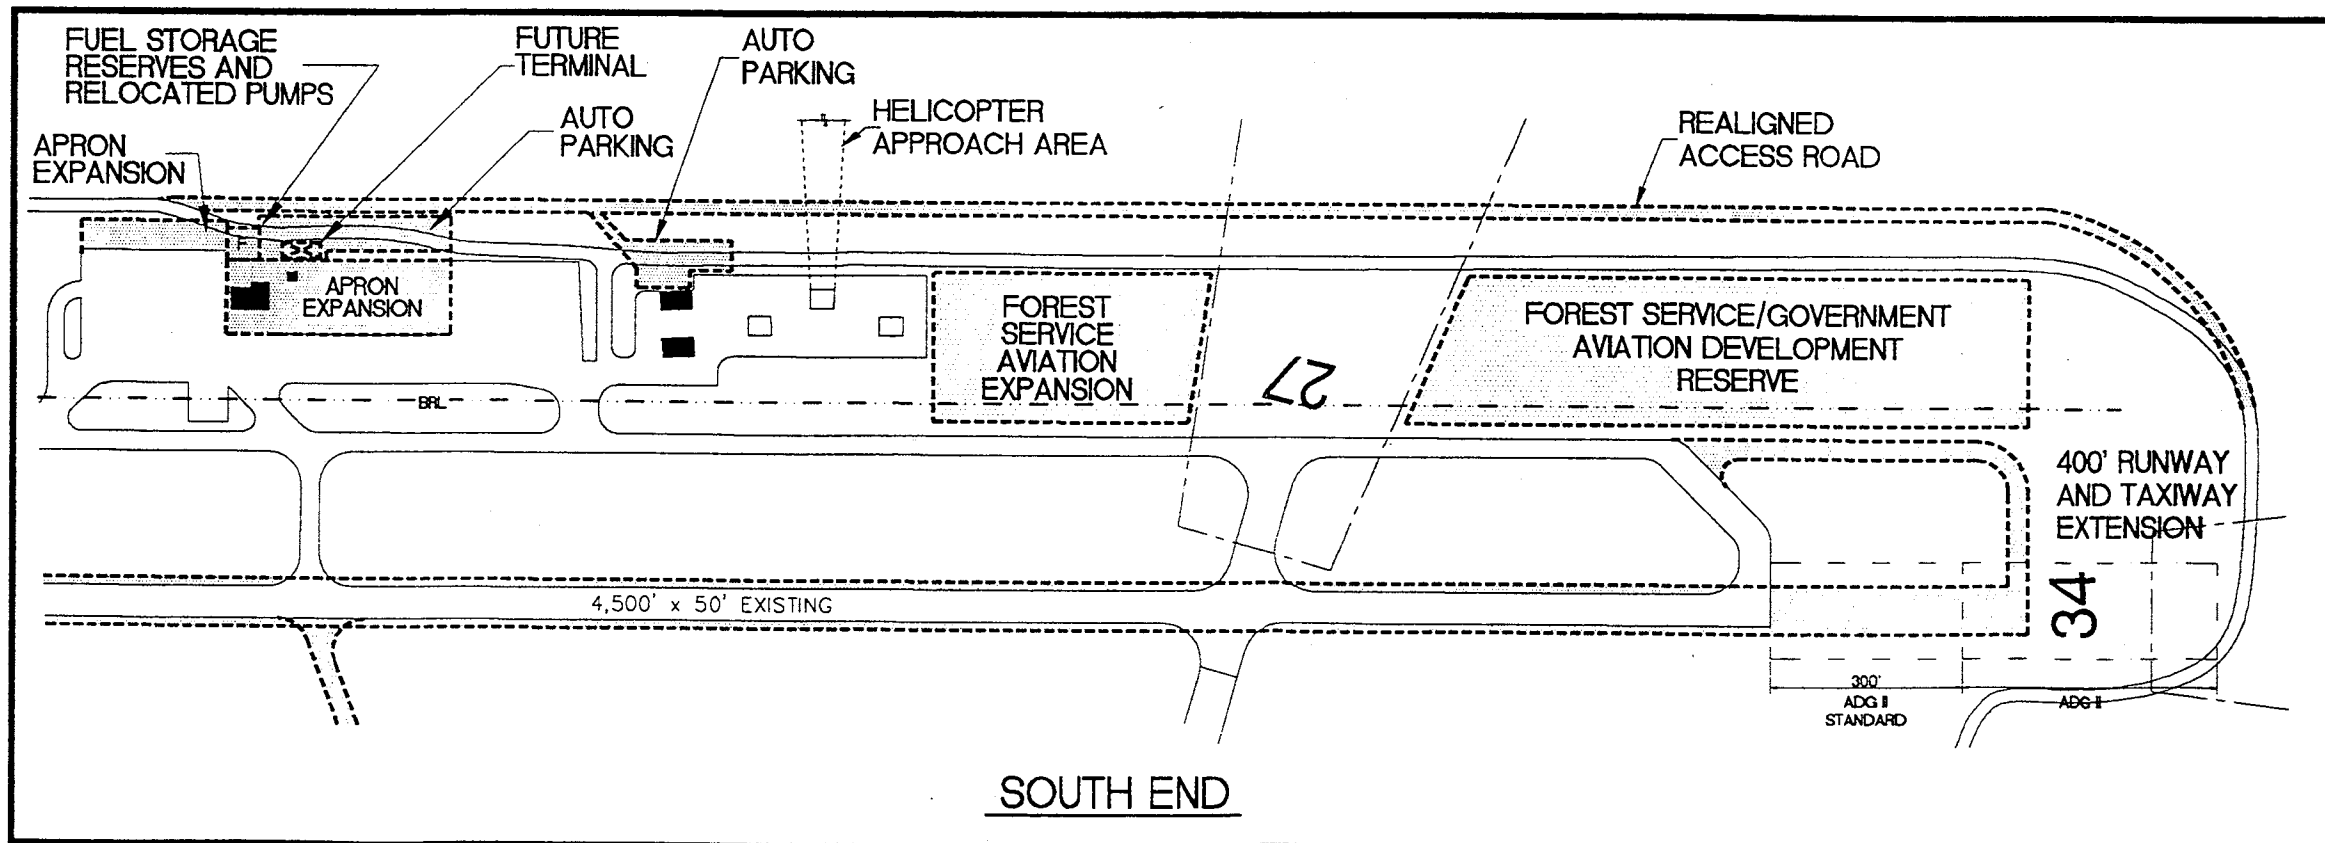 FUEL STORAGE
RESERVES AND
RELOCATED PUMPS
FUTURE
TERMINAL
AUTO
PARKING
APRON
EXPANSION
AUTO
PARKING
HELICOPTER
APPROACH AREA
REALIGNED
ACCESS ROAD
F
APRON
EXPANSION
FOREST
SERVICE
AVIATION
EXPANSION
27
FOREST SERVICE/GOVERNMENT
AVIATION DEVELOPMENT
RESERVE
BRL
400' RUNWAY
AND TAXIWAY
EXTENSION
34
4,500' x 50' EXISTING
300'
ADG II
STANDARD
ADG II
SOUTH END